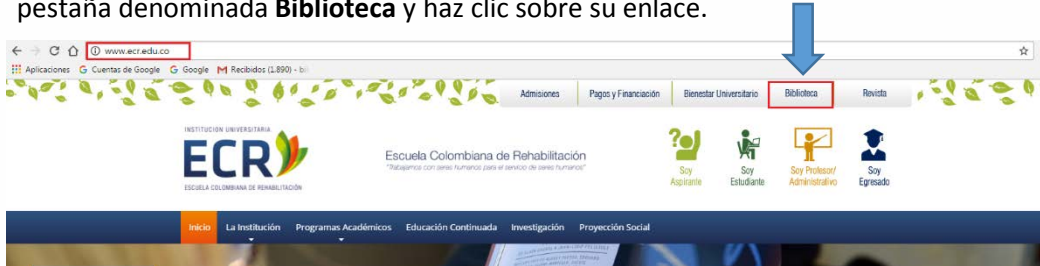 pestaña denominada Biblioteca y haz clic sobre su enlace.
www.ecr.edu.co
Aplicaciones Cuentas de Google Google Recibidos (1.890) - bi
Admisiones Pagos y Financiación Bienestar Universitario Biblioteca Revista
INSTITUCIÓN UNIVERSITARIA
ECR
ESCUELA COLOMBIANA DE REHABILITACIÓN
Escuela Colombiana de Rehabilitación
"Trabajamos con seres humanos para el servicio de seres humanos"
Soy Aspirante
Soy Estudiante
Soy Profesor/ Administrativo
Soy Egresado
Inicio La Institución Programas Académicos Educación Continuada Investigación Proyección Social